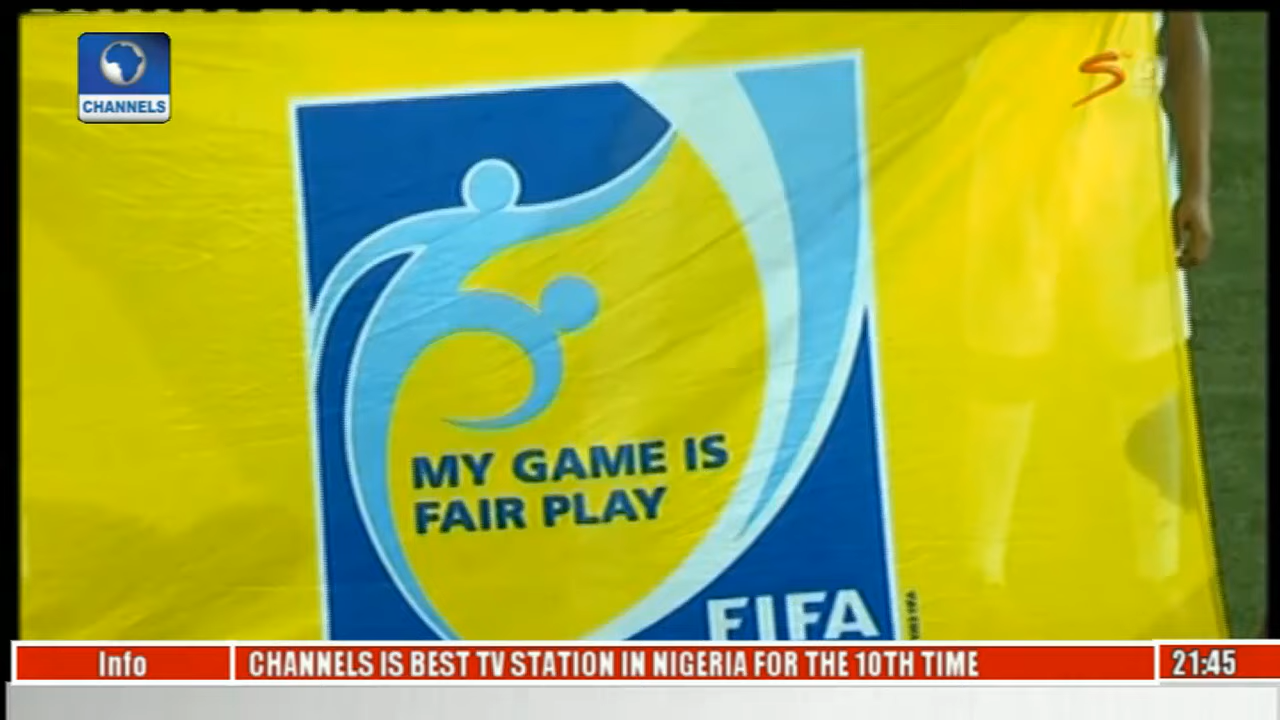 CHANNELS
S
MY GAME IS
FAIR PLAY
FIFA
Info
CHANNELS IS BEST TV STATION IN NIGERIA FOR THE 10TH TIME
21:45